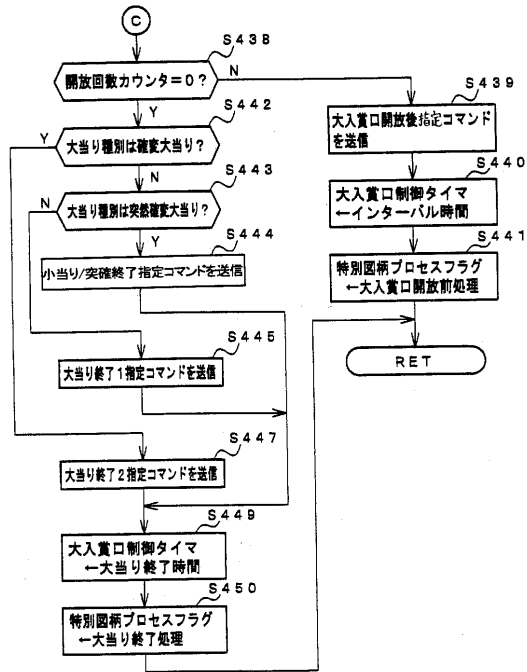 C
S438
開放回数カウンタ=0?
N
Y
S439
大入賞口開放後指定コマンド
を送信
S442
Y
大当り種別は確変大当り?
N
S440
大入賞口制御タイマ
←インターバル時間
S443
N
大当り種別は突然確変大当り?
Y
S441
特別図柄プロセスフラグ
←大入賞口開放前処理
S444
小当り/突確終了指定コマンドを送信
RET
S445
大当り終了1指定コマンドを送信
S447
大当り終了2指定コマンドを送信
S449
大入賞口制御タイマ
←大当り終了時間
S450
特別図柄プロセスフラグ
←大当り終了処理